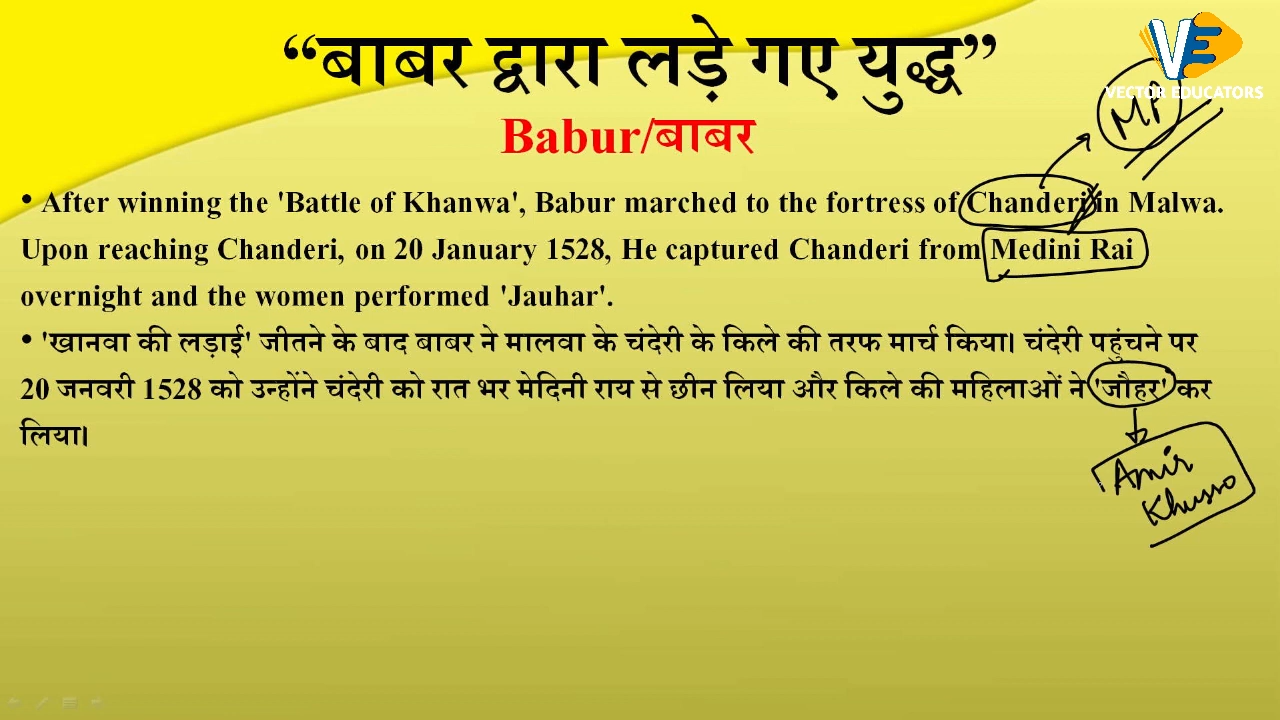 “बाबर द्वारा लड़े गए युद्ध”
VE
VECTOR EDUCATORS
MP
Babur/बाबर
• After winning the 'Battle of Khanwa', Babur marched to the fortress of Chanderi in Malwa.
Upon reaching Chanderi, on 20 January 1528, He captured Chanderi from Medini Rai
overnight and the women performed 'Jauhar'.
• 'खानवा की लड़ाई' जीतने के बाद बाबर ने मालवा के चंदेरी के किले की तरफ मार्च किया। चंदेरी पहुंचने पर
20 जनवरी 1528 को उन्होंने चंदेरी को रात भर मेदिनी राय से छीन लिया और किले की महिलाओं ने 'जौहर' कर
लिया।
Amir
Khusro